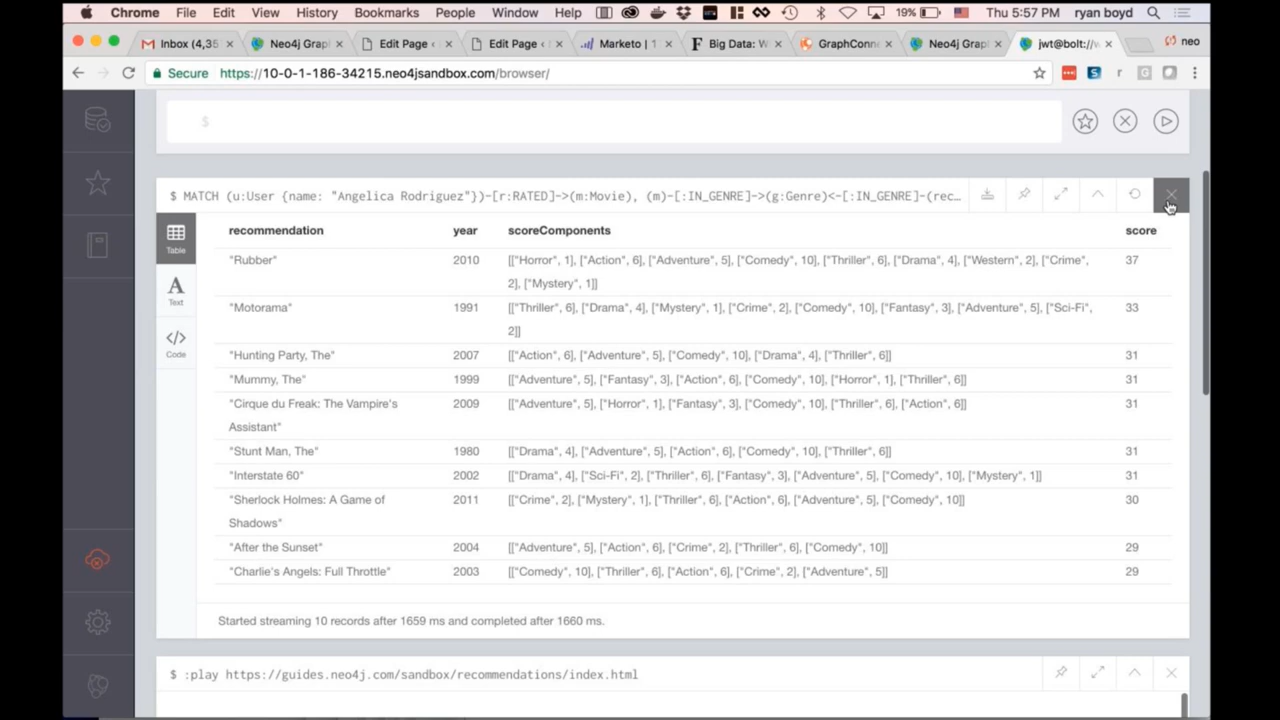 Chrome File Edit View History Bookmarks People Window Help 19% Thu 5:57 PM ryan boyd
Inbox (4,35 Neo4j Grap Edit Page Edit Page Marketo | 1 Big Data: W GraphConne Neo4j Grap jwt@bolt://w neo
Secure https://10-0-1-186-34215.neo4jsandbox.com/browser/
$
$ MATCH (u:User {name: "Angelica Rodriguez"})-[r:RATED]->(m:Movie), (m)-[:IN_GENRE]->(g:Genre)<-[:IN_GENRE]-(rec…
Table
Text
Code
recommendation year scoreComponents score
"Rubber" 2010 [["Horror", 1], ["Action", 6], ["Adventure", 5], ["Comedy", 10], ["Thriller", 6], ["Drama", 4], ["Western", 2], ["Crime", 37
2], ["Mystery", 1]]
"Motorama" 1991 [["Thriller", 6], ["Drama", 4], ["Mystery", 1], ["Crime", 2], ["Comedy", 10], ["Fantasy", 3], ["Adventure", 5], ["Sci-Fi", 33
2]]
"Hunting Party, The" 2007 [["Action", 6], ["Adventure", 5], ["Comedy", 10], ["Drama", 4], ["Thriller", 6]] 31
"Mummy, The" 1999 [["Adventure", 5], ["Fantasy", 3], ["Action", 6], ["Comedy", 10], ["Horror", 1], ["Thriller", 6]] 31
"Cirque du Freak: The Vampire's 2009 [["Adventure", 5], ["Horror", 1], ["Fantasy", 3], ["Comedy", 10], ["Thriller", 6], ["Action", 6]] 31
Assistant"
"Stunt Man, The" 1980 [["Drama", 4], ["Adventure", 5], ["Action", 6], ["Comedy", 10], ["Thriller", 6]] 31
"Interstate 60" 2002 [["Drama", 4], ["Sci-Fi", 2], ["Thriller", 6], ["Fantasy", 3], ["Adventure", 5], ["Comedy", 10], ["Mystery", 1]] 31
"Sherlock Holmes: A Game of 2011 [["Crime", 2], ["Mystery", 1], ["Thriller", 6], ["Action", 6], ["Adventure", 5], ["Comedy", 10]] 30
Shadows"
"After the Sunset" 2004 [["Adventure", 5], ["Action", 6], ["Crime", 2], ["Thriller", 6], ["Comedy", 10]] 29
"Charlie's Angels: Full Throttle" 2003 [["Comedy", 10], ["Thriller", 6], ["Action", 6], ["Crime", 2], ["Adventure", 5]] 29
Started streaming 10 records after 1659 ms and completed after 1660 ms.
$ :play https://guides.neo4j.com/sandbox/recommendations/index.html